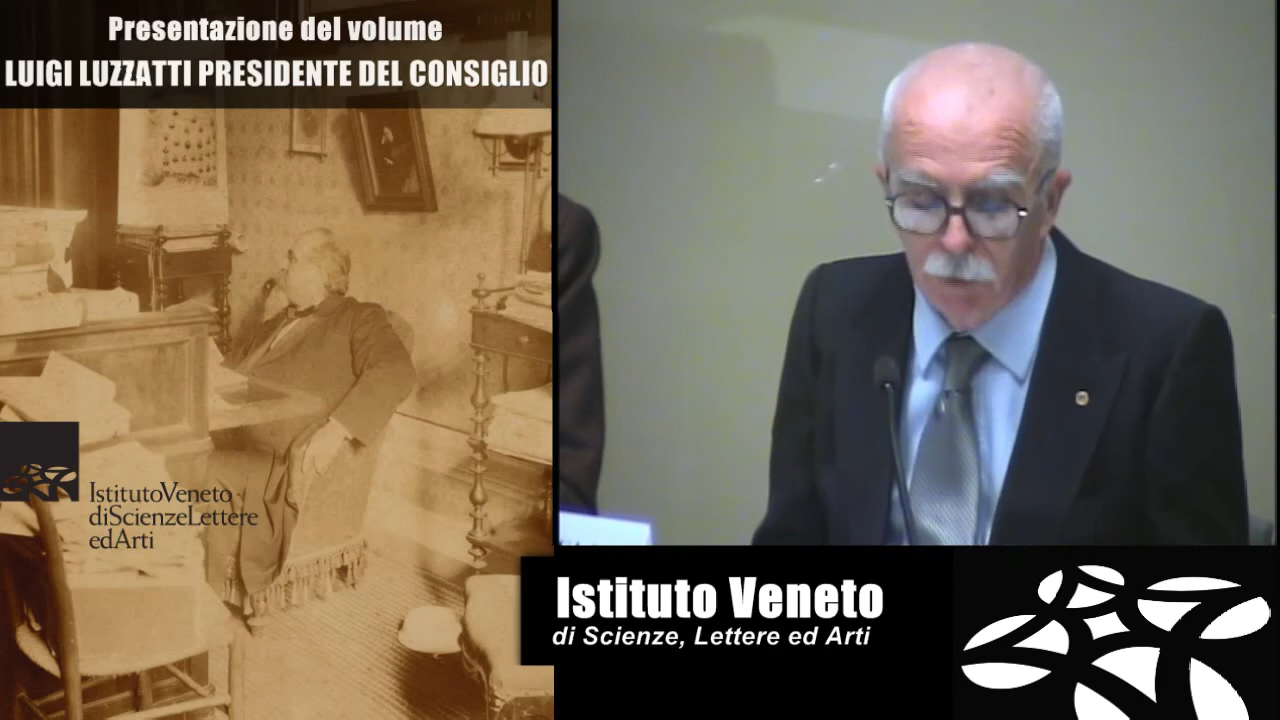 Presentazione del volume
LUIGI LUZZATTI PRESIDENTE DEL CONSIGLIO
IstitutoVeneto
diScienzeLettere
edArti
Istituto Veneto
di Scienze, Lettere ed Arti